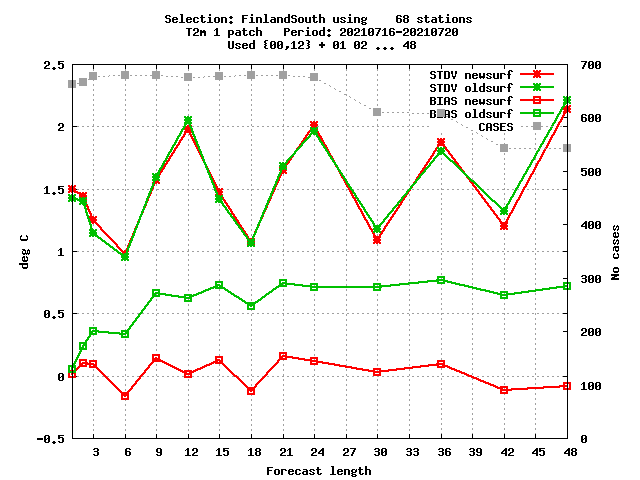 Selection: FinlandSouth using    68 stations
T2m 1 patch   Period: 20210716-20210720
Used {00,12} + 01 02 ... 48
2.5
2
1.5
1
0.5
0
-0.5
deg C
700
600
500
400
300
200
100
0
No cases
STDV newsurf
STDV oldsurf
BIAS newsurf
BIAS oldsurf
CASES
3 6 9 12 15 18 21 24 27 30 33 36 39 42 45 48
Forecast length